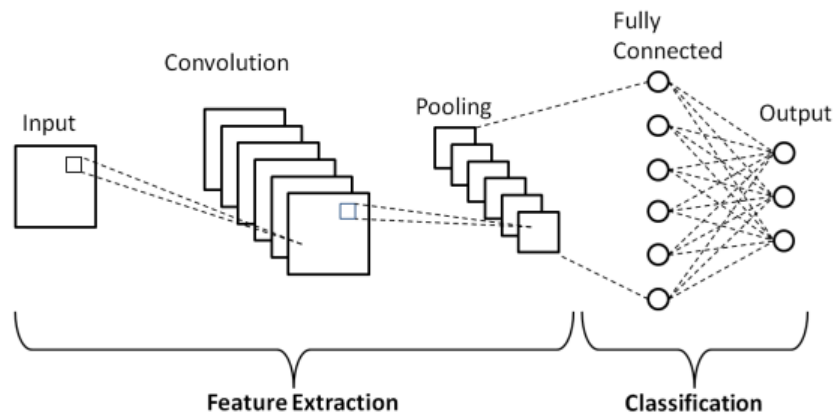 Input
Convolution
Pooling
Fully
Connected
Output
Feature Extraction
Classification